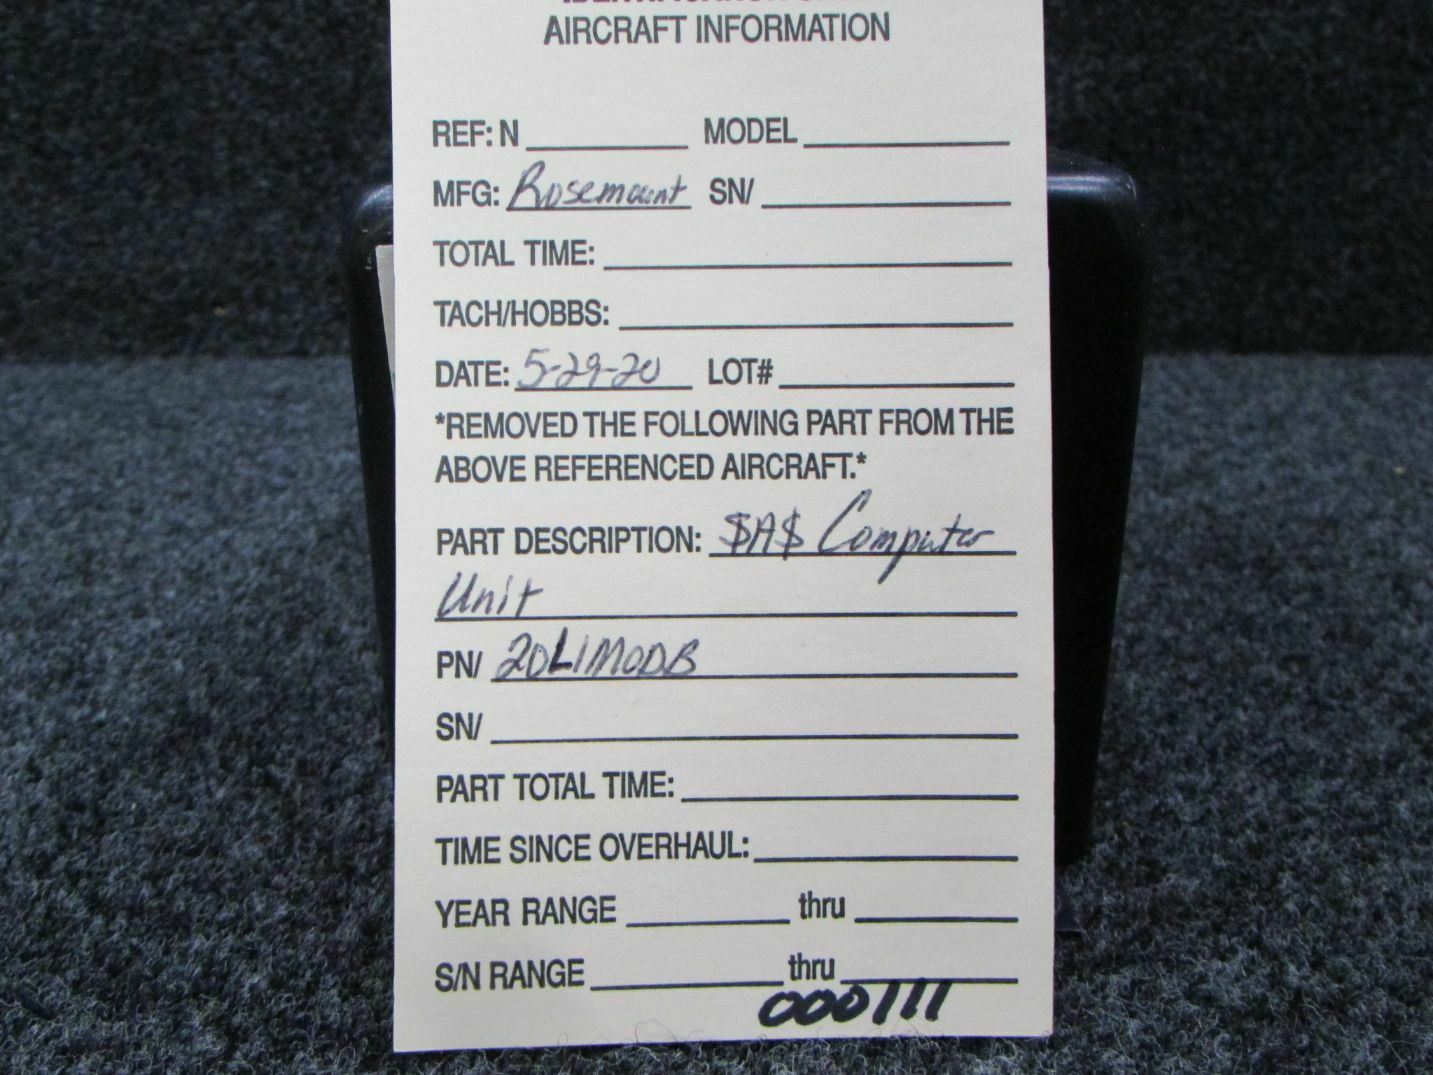 AIRCRAFT INFORMATION
REF: N MODEL
MFG: Rosemount SN/
TOTAL TIME:
TACH/HOBBS:
DATE: 5-29-20 LOT#
*REMOVED THE FOLLOWING PART FROM THE
ABOVE REFERENCED AIRCRAFT.*
PART DESCRIPTION: $A$ Computer
Unit
PN/ 20L1MODB
SN/
PART TOTAL TIME:
TIME SINCE OVERHAUL:
YEAR RANGE thru
S/N RANGE thru
000111